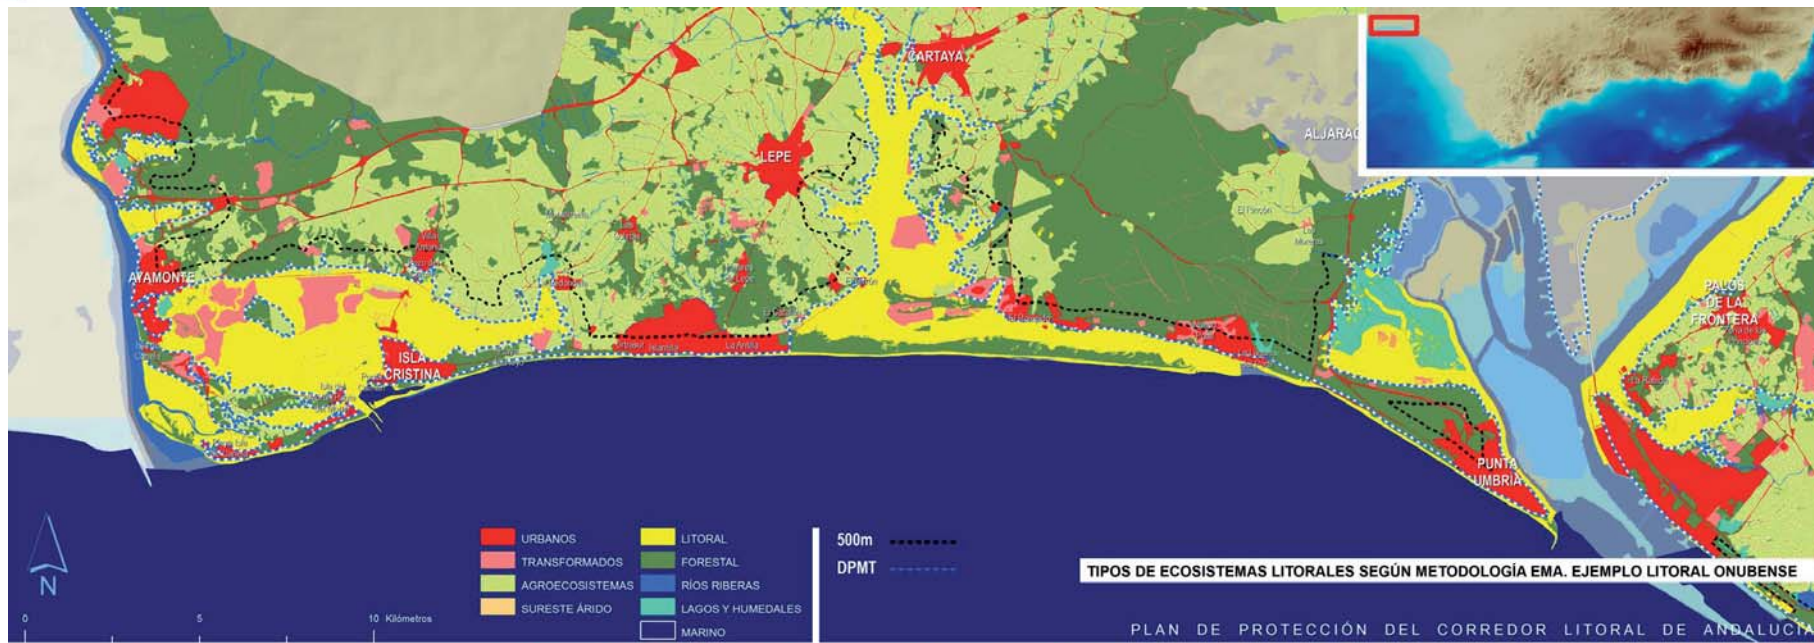 CARTAYA
ALJARAQ
LEPE
El Rincón
AYAMONTE
PALOS
DE LA
FRONTERA
La Antilla
ISLA
CRISTINA
PUNTA
UMBRÍA
URBANOS
TRANSFORMADOS
AGROECOSISTEMAS
SURESTE ÁRIDO
LITORAL
FORESTAL
RÍOS RIBERAS
LAGOS Y HUMEDALES
MARINO
500m
DPMT
TIPOS DE ECOSISTEMAS LITORALES SEGÚN METODOLOGÍA EMA. EJEMPLO LITORAL ONUBENSE
N
0 5 10 Kilómetros
PLAN DE PROTECCIÓN DEL CORREDOR LITORAL DE ANDALUCÍA